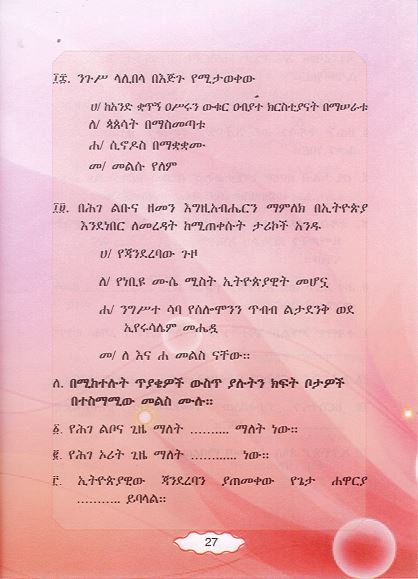 ፲፰. ንጉሥ ላሊበላ በእጅጉ የሚታወቀው
ሀ/ ከአንድ ቋጥኝ ዐሥሩን ውቁር ዐብያተ ክርስቲያናት በማሠራቱ
ለ/ ጳጳሳት በማስመጣቱ
ሐ/ ሲኖዶስ በማቋቋሙ
መ/ መልሱ የለም
፲፱. በሕገ ልቡና ዘመን እግዚአብሔርን ማምለክ በኢትዮጵያ
እንደነበር ለመረዳት ከሚጠቀሱት ታሪኮች አንዱ
ሀ/ የጃንደረባው ጉዞ
ለ/ የነቢዩ ሙሴ ሚስት ኢትዮጵያዊት መሆኗ
ሐ/ ንግሥተ ሳባ የሰሎሞንን ጥብብ ልታደንቅ ወደ
ኢየሩሳሌም መሔዷ
መ/ ለ እና ሐ መልስ ናቸው።
ለ. በሚከተሉት ጥያቄዎች ውስጥ ያሉትን ክፍት ቦታዎች
በተስማሚው መልስ ሙሉ።
፩. የሕገ ልቦና ጊዜ ማለት .......... ማለት ነው።
፪. የሕገ ኦሪት ጊዜ ማለት ........... ነው።
፫. ኢትዮጵያዊው ጃንደረባን ያጠመቀው የጌታ ሐዋርያ
........... ይባላል።
27